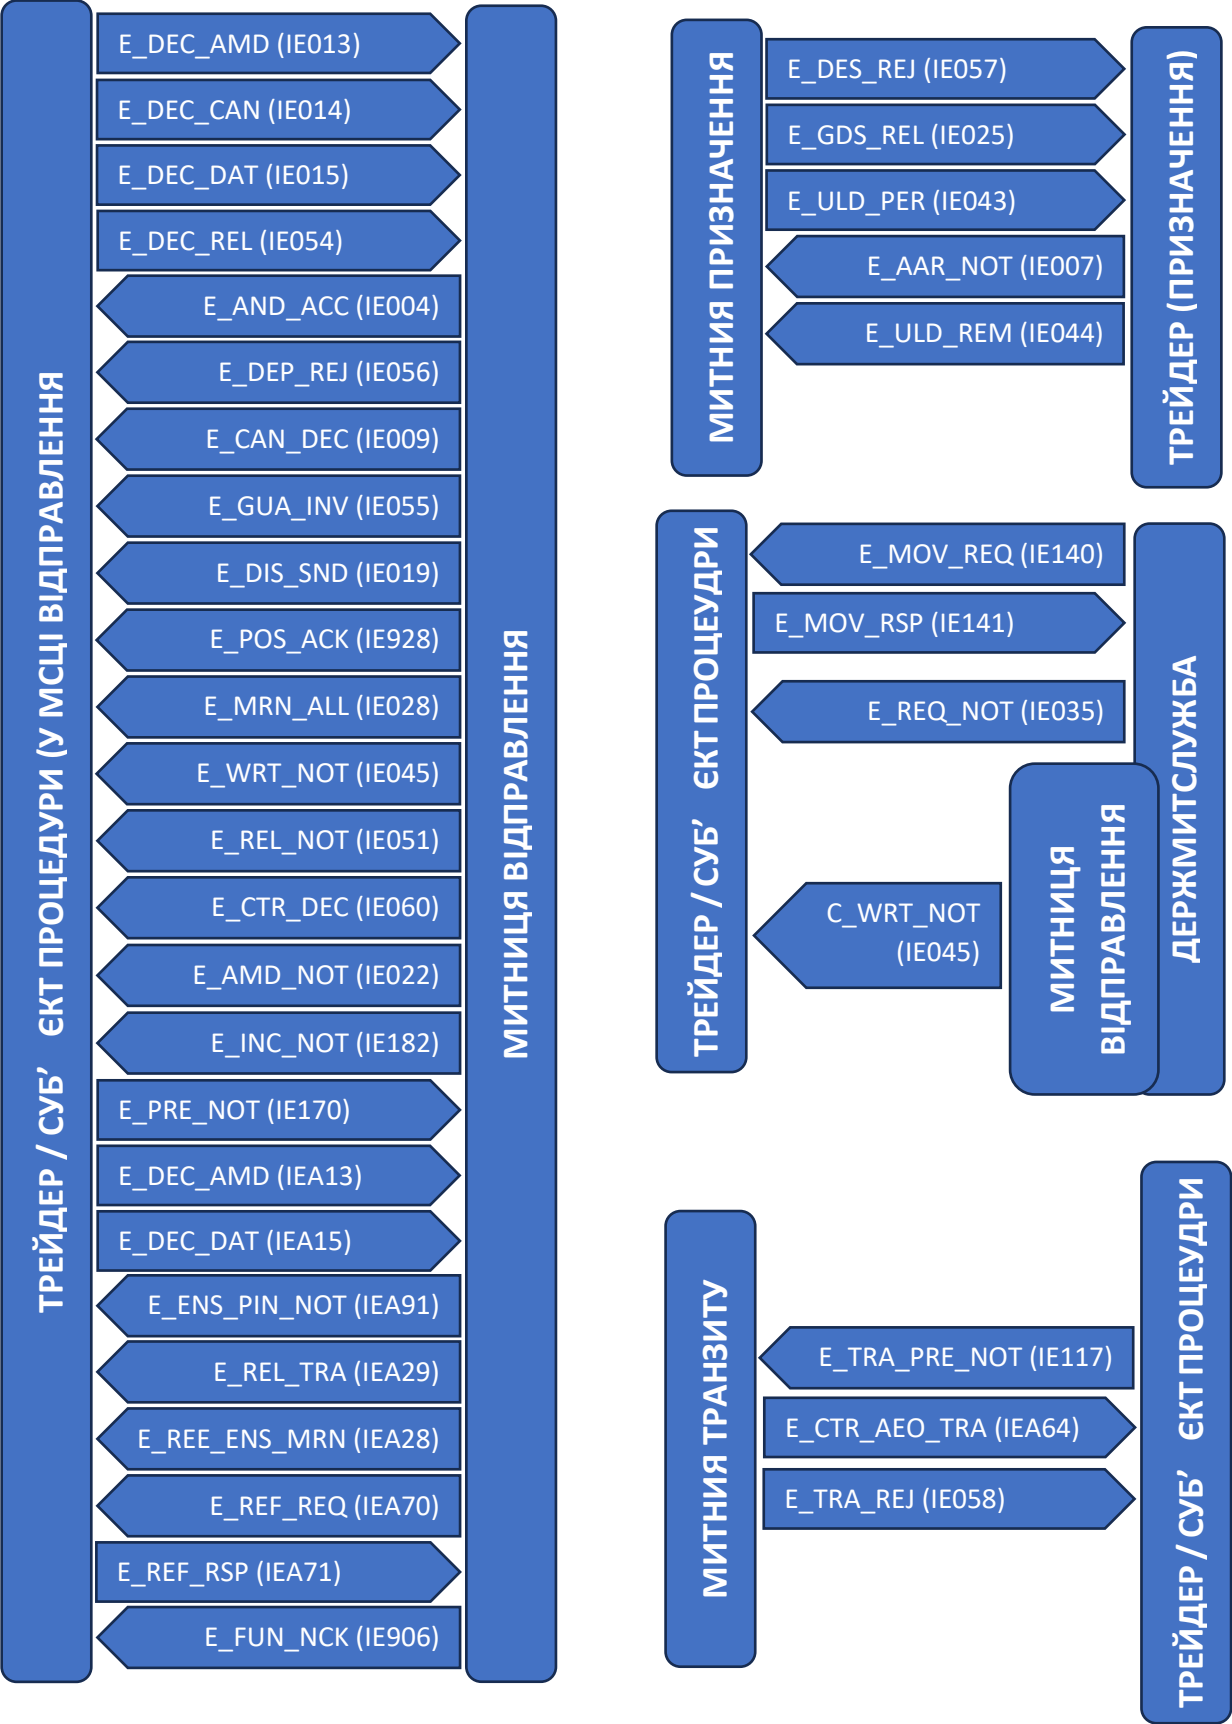 ТРЕЙДЕР / СУБ’ ЄКТ ПРОЦЕДУРИ (У МСЦІ ВІДПРАВЛЕННЯ
E_DEC_AMD (IE013)
E_DEC_CAN (IE014)
E_DEC_DAT (IE015)
E_DEC_REL (IE054)
E_AND_ACC (IE004)
E_DEP_REJ (IE056)
E_CAN_DEC (IE009)
E_GUA_INV (IE055)
E_DIS_SND (IE019)
E_POS_ACK (IE928)
E_MRN_ALL (IE028)
E_WRT_NOT (IE045)
E_REL_NOT (IE051)
E_CTR_DEC (IE060)
E_AMD_NOT (IE022)
E_INC_NOT (IE182)
E_PRE_NOT (IE170)
E_DEC_AMD (IEA13)
E_DEC_DAT (IEA15)
E_ENS_PIN_NOT (IEA91)
E_REL_TRA (IEA29)
E_REE_ENS_MRN (IEA28)
E_REF_REQ (IEA70)
E_REF_RSP (IEA71)
E_FUN_NCK (IE906)
МИТНИЦЯ ВІДПРАВЛЕННЯ
МИТНИЯ ПРИЗНАЧЕННЯ
E_DES_REJ (IE057)
E_GDS_REL (IE025)
E_ULD_PER (IE043)
E_AAR_NOT (IE007)
E_ULD_REM (IE044)
ТРЕЙДЕР (ПРИЗНАЧЕННЯ)
ТРЕЙДЕР / СУБ’ ЄКТ ПРОЦЕУДРИ
E_MOV_REQ (IE140)
E_MOV_RSP (IE141)
E_REQ_NOT (IE035)
C_WRT_NOT
(IE045)
МИТНИЦЯ
ВІДПРАВЛЕННЯ
ДЕРЖМИТСЛУЖБА
МИТНИЯ ТРАНЗИТУ
E_TRA_PRE_NOT (IE117)
E_CTR_AEO_TRA (IEA64)
E_TRA_REJ (IE058)
ТРЕЙДЕР / СУБ’ ЄКТ ПРОЦЕУДРИ